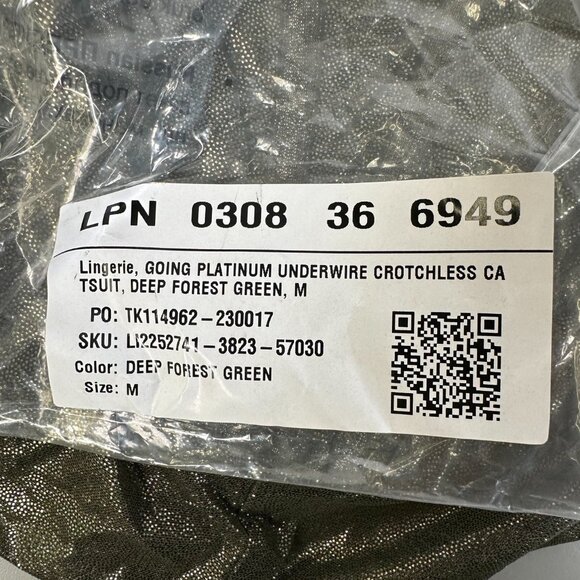 LPN 0308 36 6949
Lingerie, GOING PLATINUM UNDERWIRE CROTCHLESS CA
TSUIT, DEEP FOREST GREEN, M
PO: TK114962-230017
SKU: LI2252741-3823-57030
Color: DEEP FOREST GREEN
Size: M